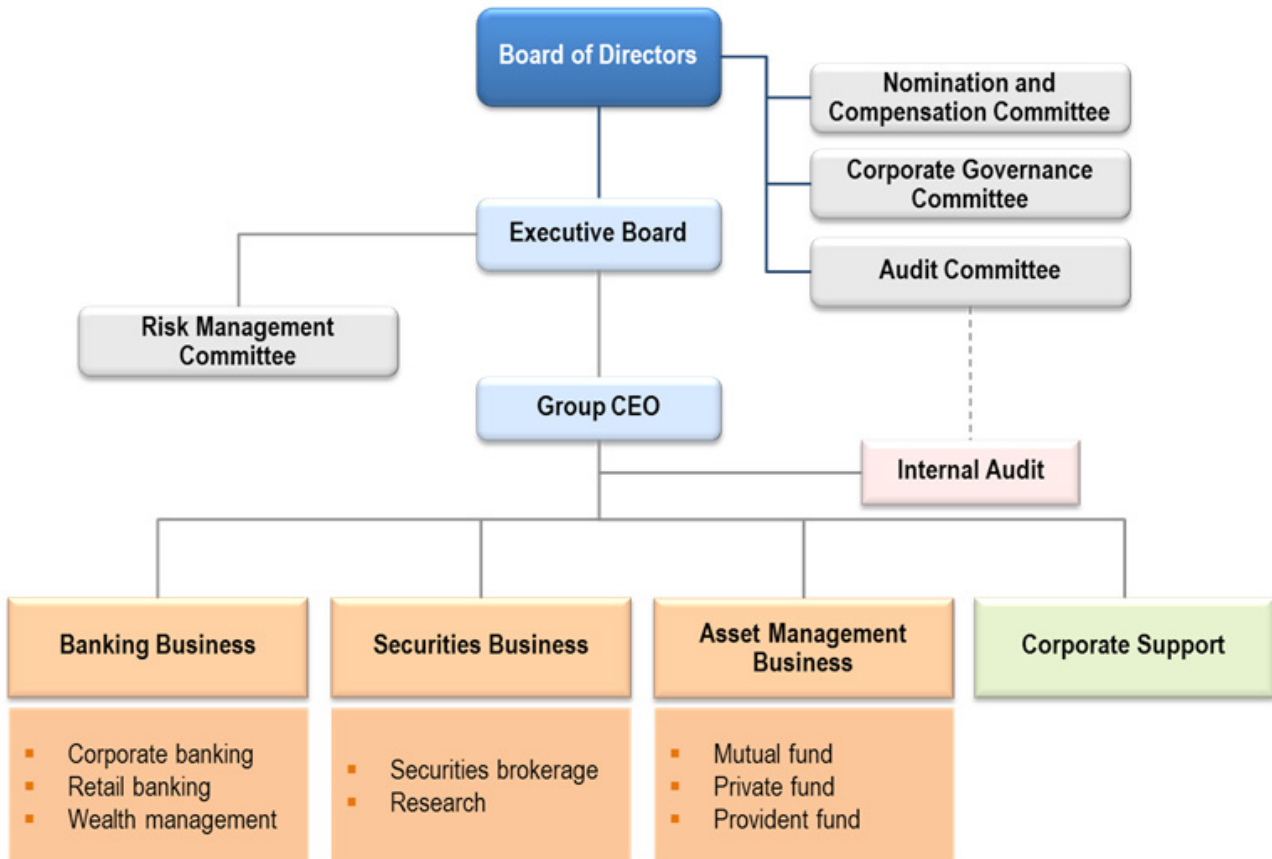 Board of Directors
Nomination and
Compensation Committee
Corporate Governance
Committee
Executive Board
Audit Committee
Risk Management
Committee
Group CEO
Internal Audit
Banking Business
Securities Business
Asset Management
Business
Corporate Support
▪ Corporate banking
▪ Retail banking
▪ Wealth management
▪ Securities brokerage
▪ Research
▪ Mutual fund
▪ Private fund
▪ Provident fund